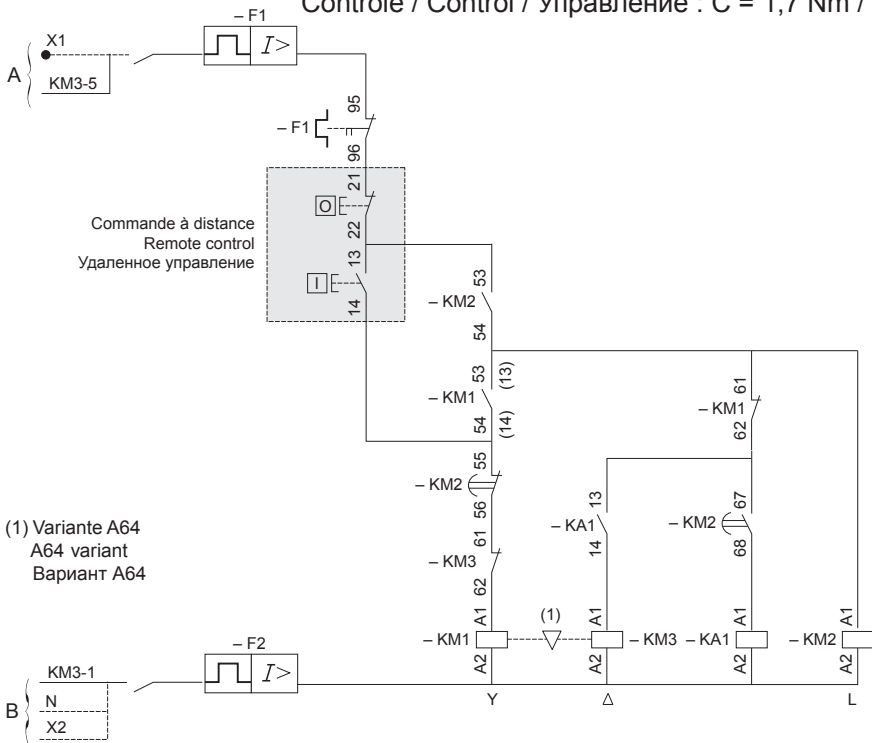 Contrôle / Control / Управление : C = 1,7 Nm /
– F1
X1
I>
A
KM3-5
95
– F1
96
21
O
22
Commande à distance
Remote control
Удаленное управление
13
I
14
53
– KM2
54
53
(13)
– KM1
54
(14)
61
– KM1
62
55
– KM2
56
13
– KA1
14
67
– KM2
68
(1) Variante A64
A64 variant
Вариант A64
61
– KM3
62
(1)
A1
– KM1
A2
A1
– KM3
A2
A1
– KA1
A2
A1
– KM2
A2
– F2
I>
KM3-1
B
N
X2
Y
Δ
L